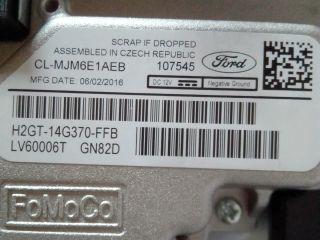 SCRAP IF DROPPED
ASSEMBLED IN CZECH REPUBLIC
CL-MJM6E1AEB 107545
Ford
MFG DATE: 06/02/2016 DC 12V Negative Ground
H2GT-14G370-FFB
LV60006T GN82D
FoMoCo